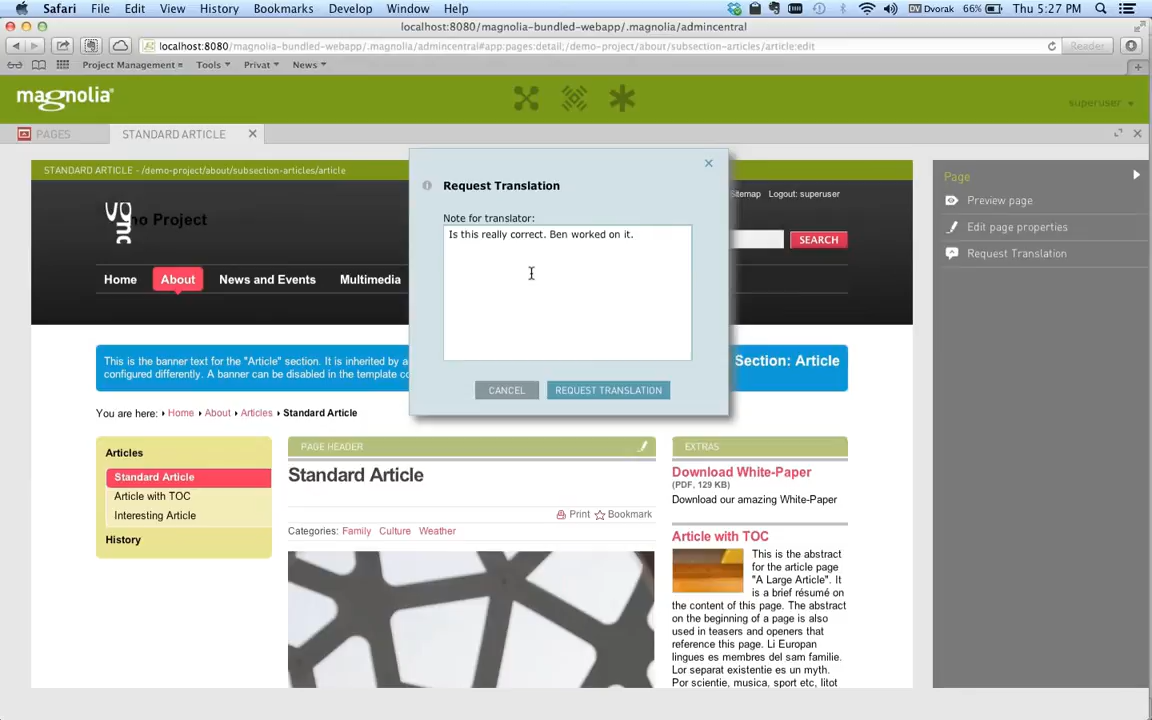 Safari File Edit View History Bookmarks Develop Window Help
DV Dvorak 66% Thu 5:27 PM
localhost:8080/magnolia-bundled-webapp/.magnolia/admincentral
localhost:8080/magnolia-bundled-webapp/.magnolia/admincentral#app:pages:detail;/demo-project/about/subsection-articles/article:edit
Reader
Project Management Tools Privat News
magnolia
superuser
PAGES STANDARD ARTICLE
STANDARD ARTICLE - /demo-project/about/subsection-articles/article
Request Translation
Note for translator:
Is this really correct. Ben worked on it.
CANCEL REQUEST TRANSLATION
Page
Preview page
Edit page properties
Request Translation
Sitemap Logout: superuser
SEARCH
Home About News and Events Multimedia
This is the banner text for the "Article" section. It is inherited by a
configured differently. A banner can be disabled in the template co
Section: Article
You are here: Home About Articles Standard Article
Articles
Standard Article
Article with TOC
Interesting Article
History
PAGE HEADER
Standard Article
Print Bookmark
Categories: Family Culture Weather
EXTRAS
Download White-Paper
(PDF, 129 KB)
Download our amazing White-Paper
Article with TOC
This is the abstract
for the article page
"A Large Article". It
is a brief résumé on
the content of this page. The abstract
on the beginning of a page is also
used in teasers and openers that
reference this page. Li Europan
lingues es membres del sam familie.
Lor separat existentie es un myth.
Por scientie, musica, sport etc, litot